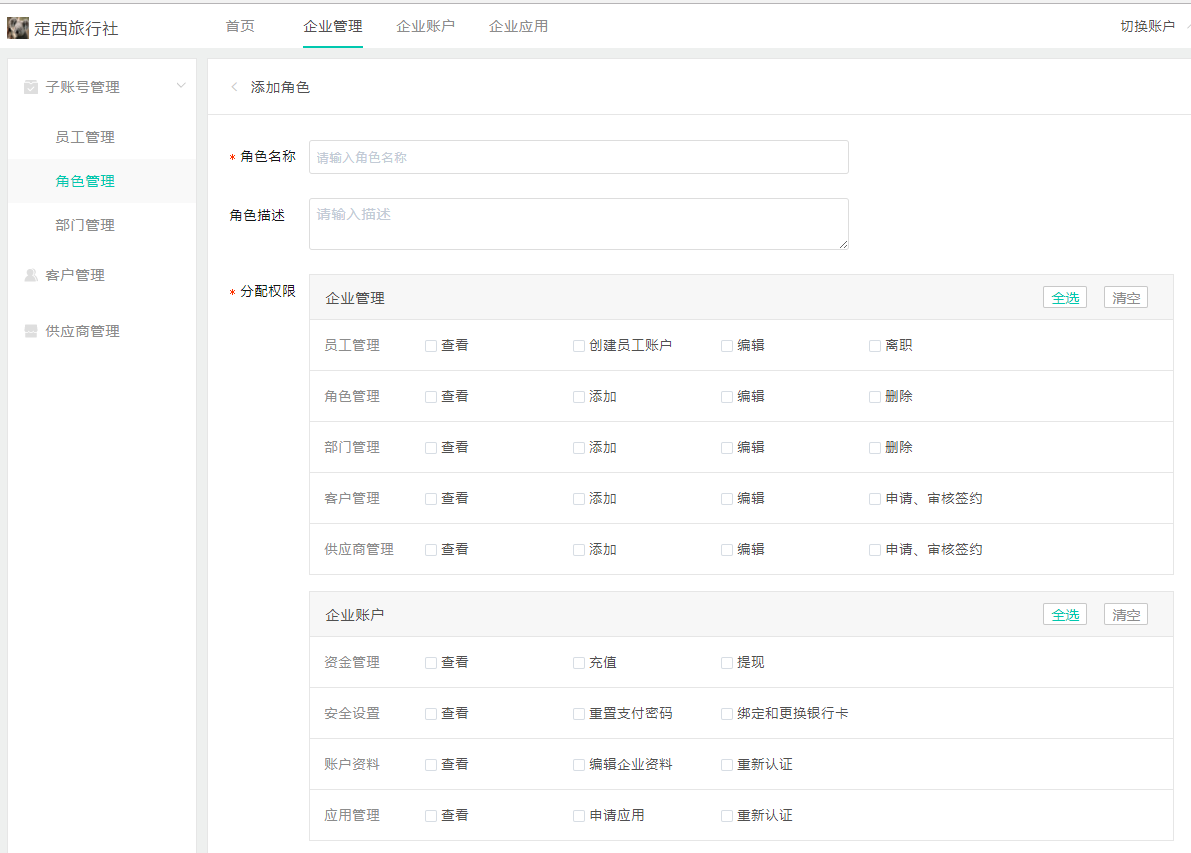 定西旅行社 首页 企业管理 企业账户 企业应用 切换账户
子账号管理
员工管理
角色管理
部门管理
客户管理
供应商管理
添加角色
* 角色名称 请输入角色名称
角色描述 请输入描述
* 分配权限
企业管理 全选 清空
员工管理 查看 创建员工账户 编辑 离职
角色管理 查看 添加 编辑 删除
部门管理 查看 添加 编辑 删除
客户管理 查看 添加 编辑 申请、审核签约
供应商管理 查看 添加 编辑 申请、审核签约
企业账户 全选 清空
资金管理 查看 充值 提现
安全设置 查看 重置支付密码 绑定和更换银行卡
账户资料 查看 编辑企业资料 重新认证
应用管理 查看 申请应用 重新认证